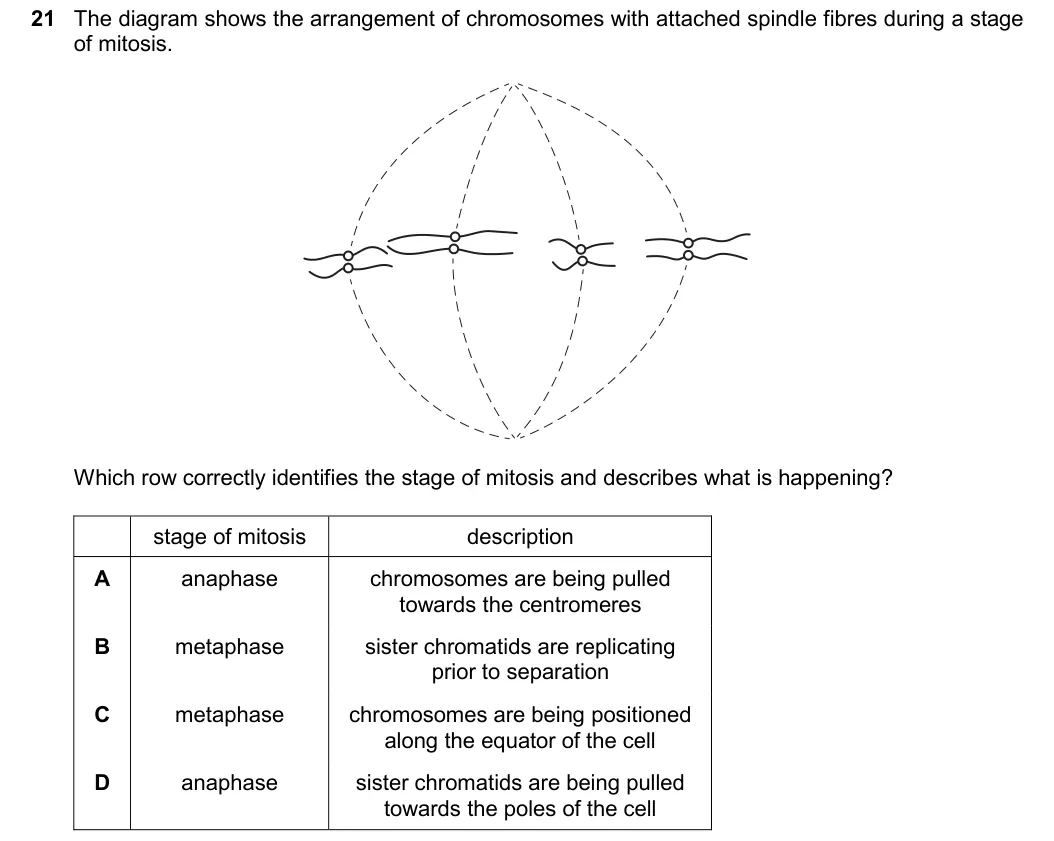 21 The diagram shows the arrangement of chromosomes with attached spindle fibres during a stage
of mitosis.
Which row correctly identifies the stage of mitosis and describes what is happening?
stage of mitosis description
A anaphase chromosomes are being pulled
towards the centromeres
B metaphase sister chromatids are replicating
prior to separation
C metaphase chromosomes are being positioned
along the equator of the cell
D anaphase sister chromatids are being pulled
towards the poles of the cell